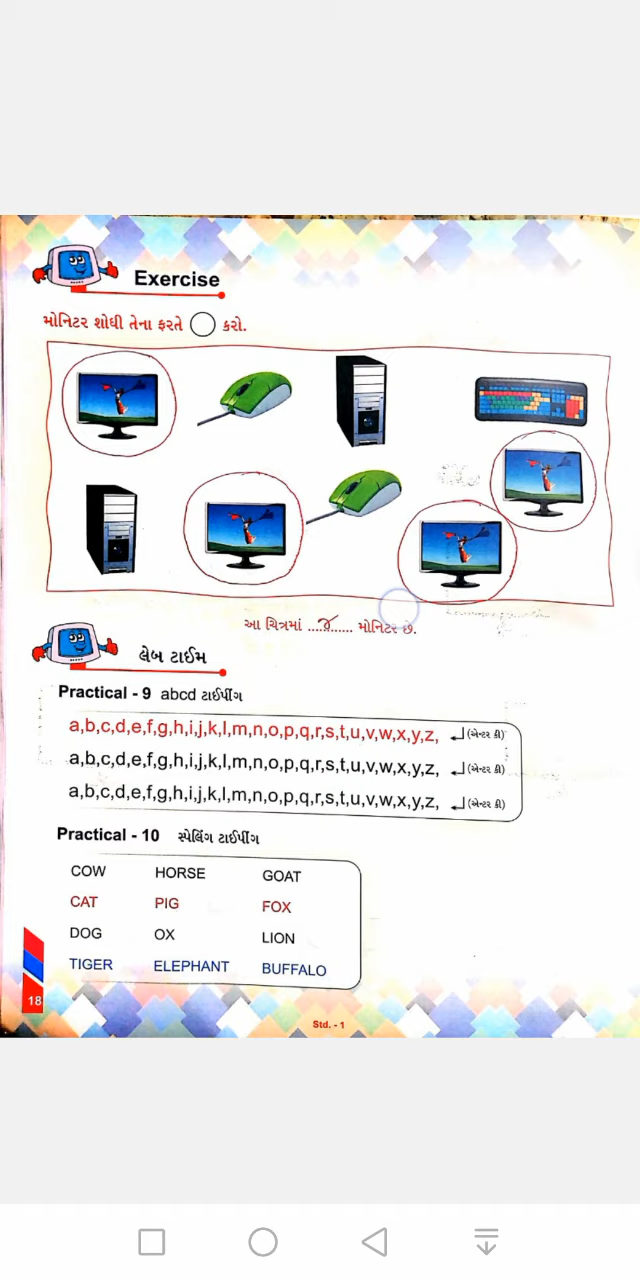 Exercise
મોનિટર શોધી તેના ફરતે ◯ કરો.
આ ચિત્રમાં ....૪...... મોનિટર છે.
લેબ ટાઈમ
Practical - 9 abcd ટાઈપીંગ
a,b,c,d,e,f,g,h,i,j,k,l,m,n,o,p,q,r,s,t,u,v,w,x,y,z, ↲ (એન્ટર કી)
a,b,c,d,e,f,g,h,i,j,k,l,m,n,o,p,q,r,s,t,u,v,w,x,y,z, ↲ (એન્ટર કી)
a,b,c,d,e,f,g,h,i,j,k,l,m,n,o,p,q,r,s,t,u,v,w,x,y,z, ↲ (એન્ટર કી)
Practical - 10 સ્પેલિંગ ટાઈપીંગ
COW HORSE GOAT
CAT PIG FOX
DOG OX LION
TIGER ELEPHANT BUFFALO
18
Std. - 1